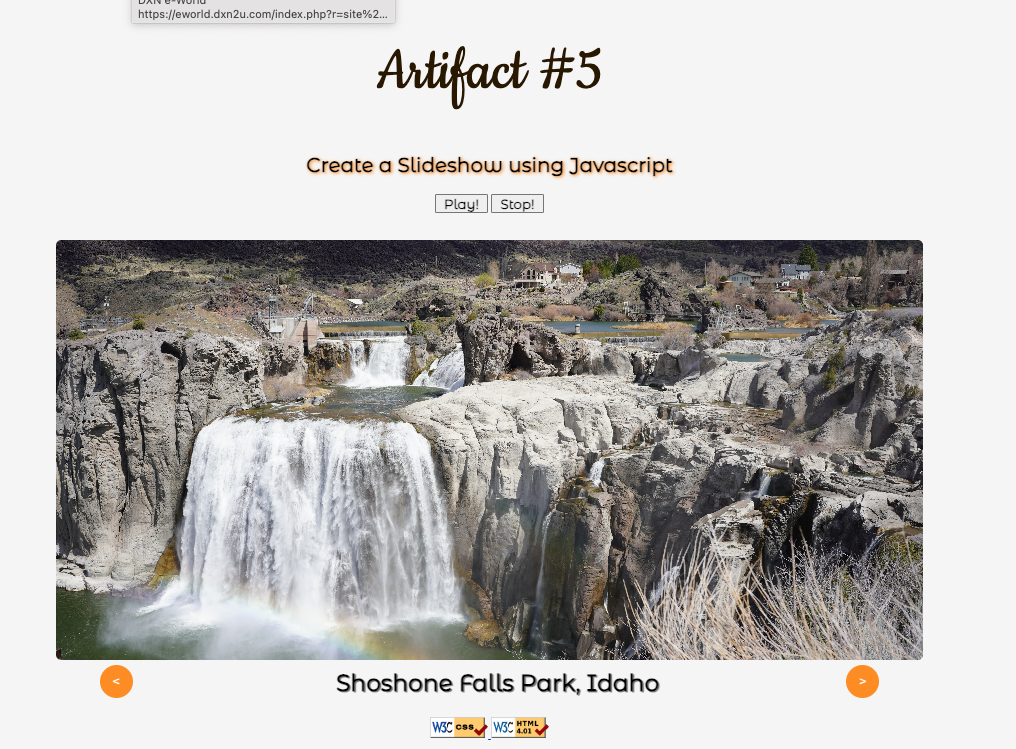 DXN e-World
https://eworld.dxn2u.com/index.php?r=site%2...
Artifact #5
Create a Slideshow using Javascript
Play! Stop!
< Shoshone Falls Park, Idaho >
W3C css W3C HTML 4.01